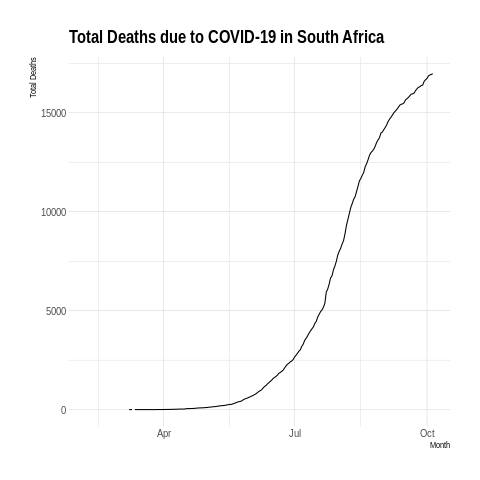 Total Deaths due to COVID-19 in South Africa
Total Deaths
15000
10000
5000
0
Apr
Jul
Oct
Month